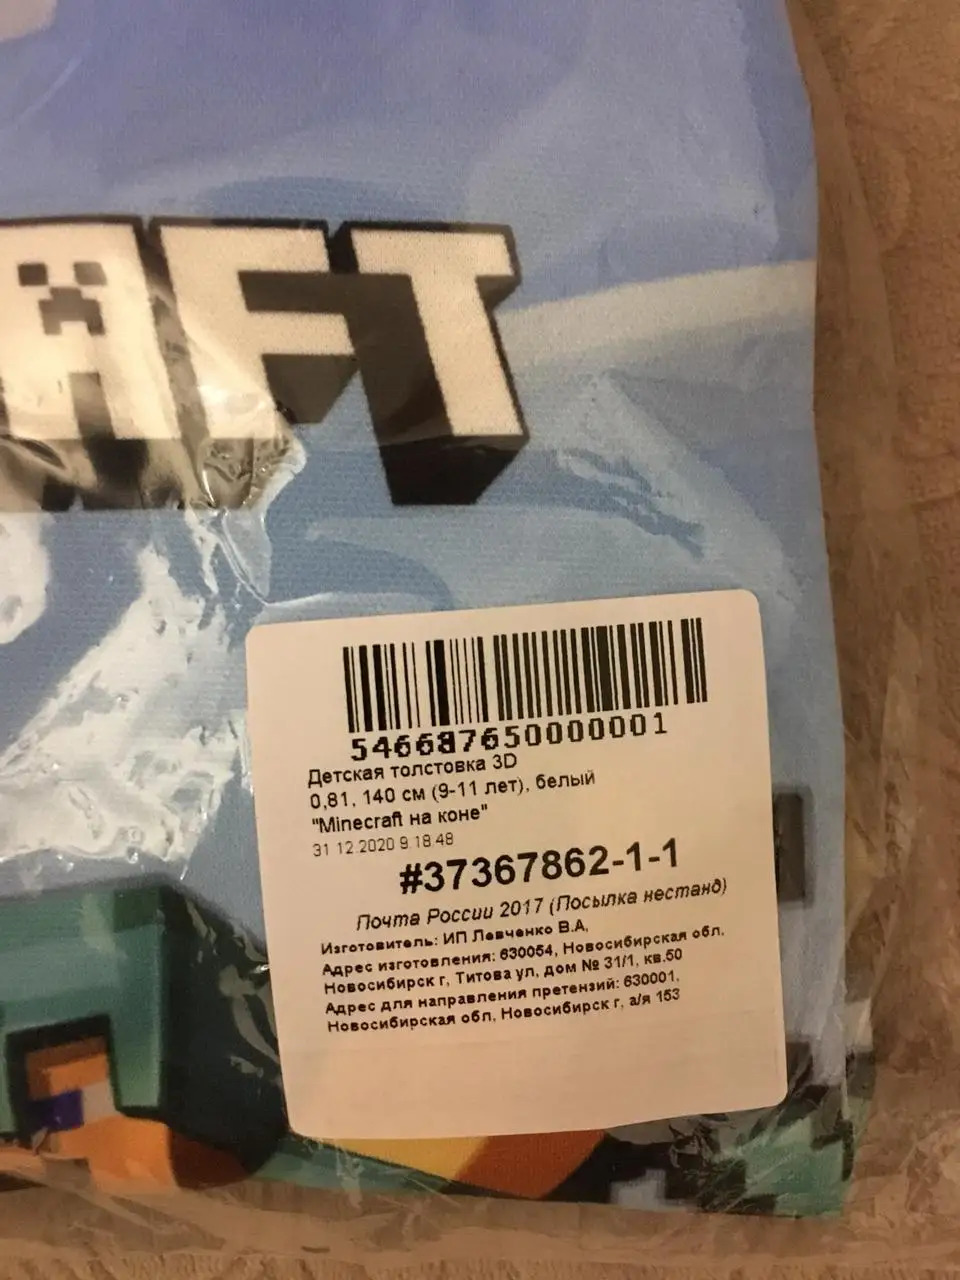 AFT
546687650000001
Детская толстовка 3D
0,81, 140 см (9-11 лет), белый
"Minecraft на коне"
31 12.2020 9.18.48
#37367862-1-1
Почта России 2017 (Посылка нестанд)
Изготовитель: ИП Левченко В.А,
Адрес изготовления: 630054, Новосибирская обл,
Новосибирск г, Титова ул, дом № 31/1, кв.50
Адрес для направления претензий: 630001,
Новосибирская обл, Новосибирск г, а/я 153